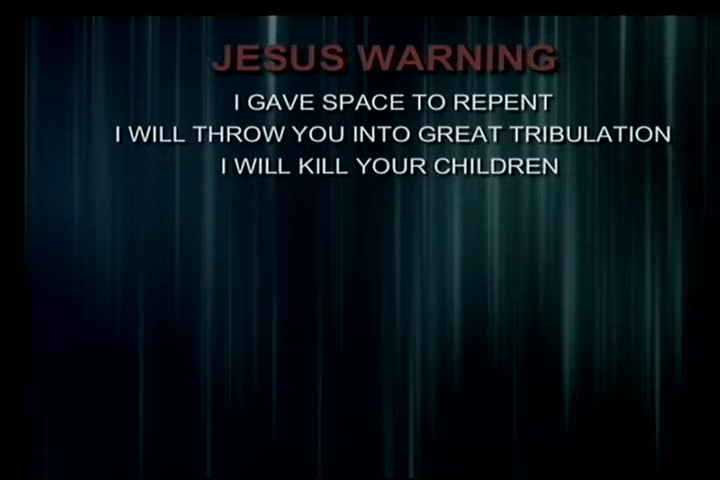 JESUS WARNING
I GAVE SPACE TO REPENT
I WILL THROW YOU INTO GREAT TRIBULATION
I WILL KILL YOUR CHILDREN